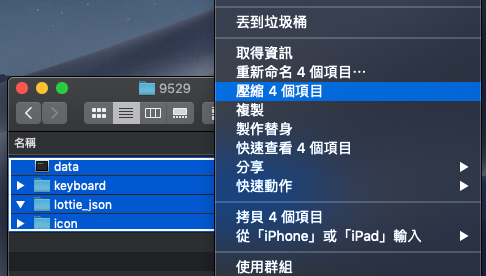 9529
名稱
data
keyboard
lottie_json
icon
丟到垃圾桶
取得資訊
重新命名 4 個項目⋯
壓縮 4 個項目
複製
製作替身
快速查看 4 個項目
分享
快速動作
拷貝 4 個項目
從「iPhone」或「iPad」輸入
使用群組